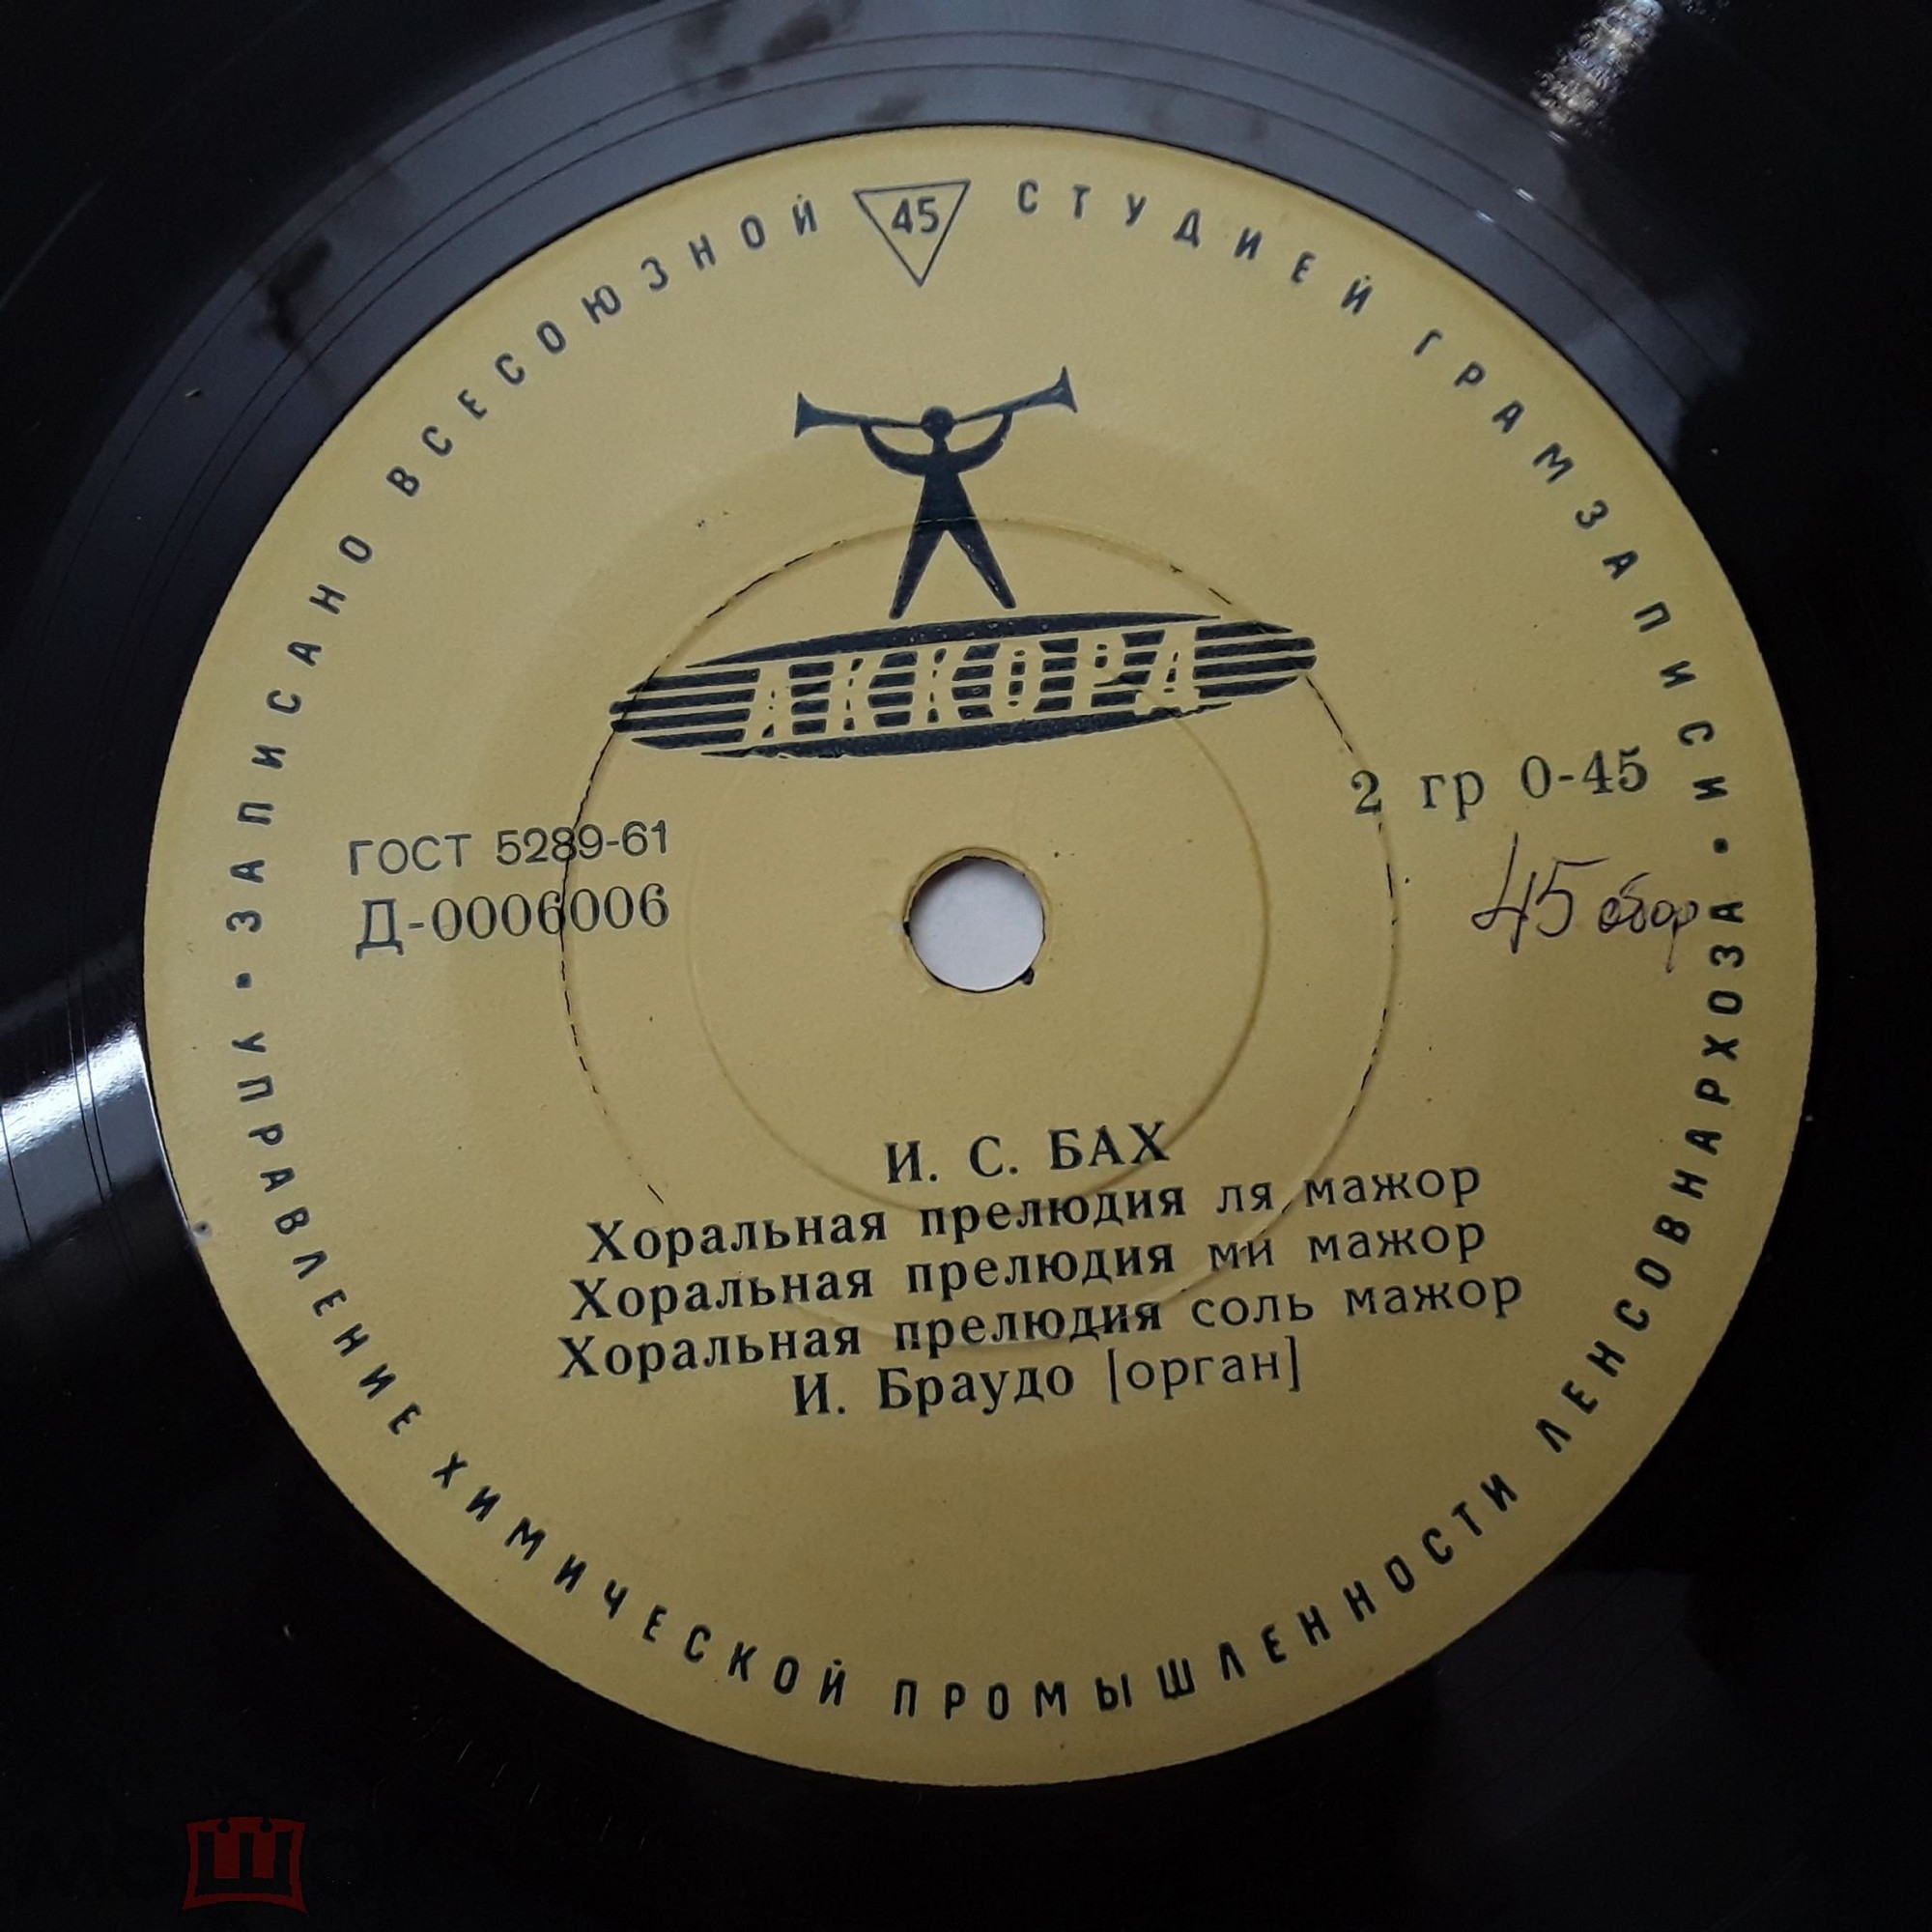 • ЗАПИСАНО ВСЕСОЮЗНОЙ 45 СТУДИЕЙ ГРАМЗАПИСИ •
АККОРД
2 гр 0-45
ГОСТ 5289-61
45 обор
Д-0006006
И. С. БАХ
Хоральная прелюдия ля мажор
Хоральная прелюдия ми мажор
Хоральная прелюдия соль мажор
И. Браудо [орган]
УПРАВЛЕНИЕ ХИМИЧЕСКОЙ ПРОМЫШЛЕННОСТИ ЛЕНСОВНАРХОЗА
мешок